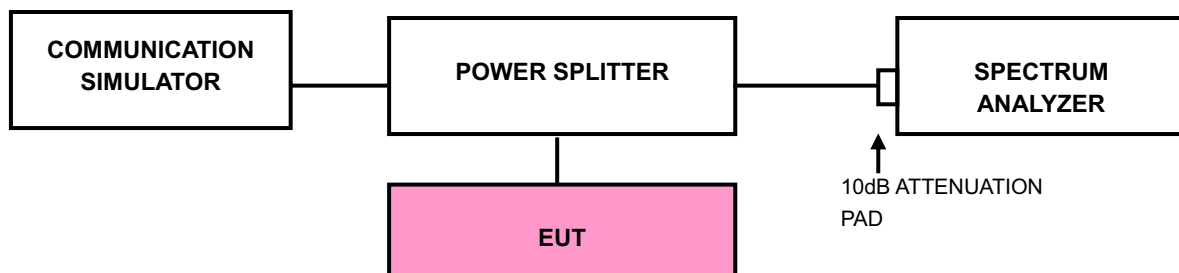 COMMUNICATION
SIMULATOR
POWER SPLITTER
SPECTRUM
ANALYZER
10dB ATTENUATION
PAD
EUT